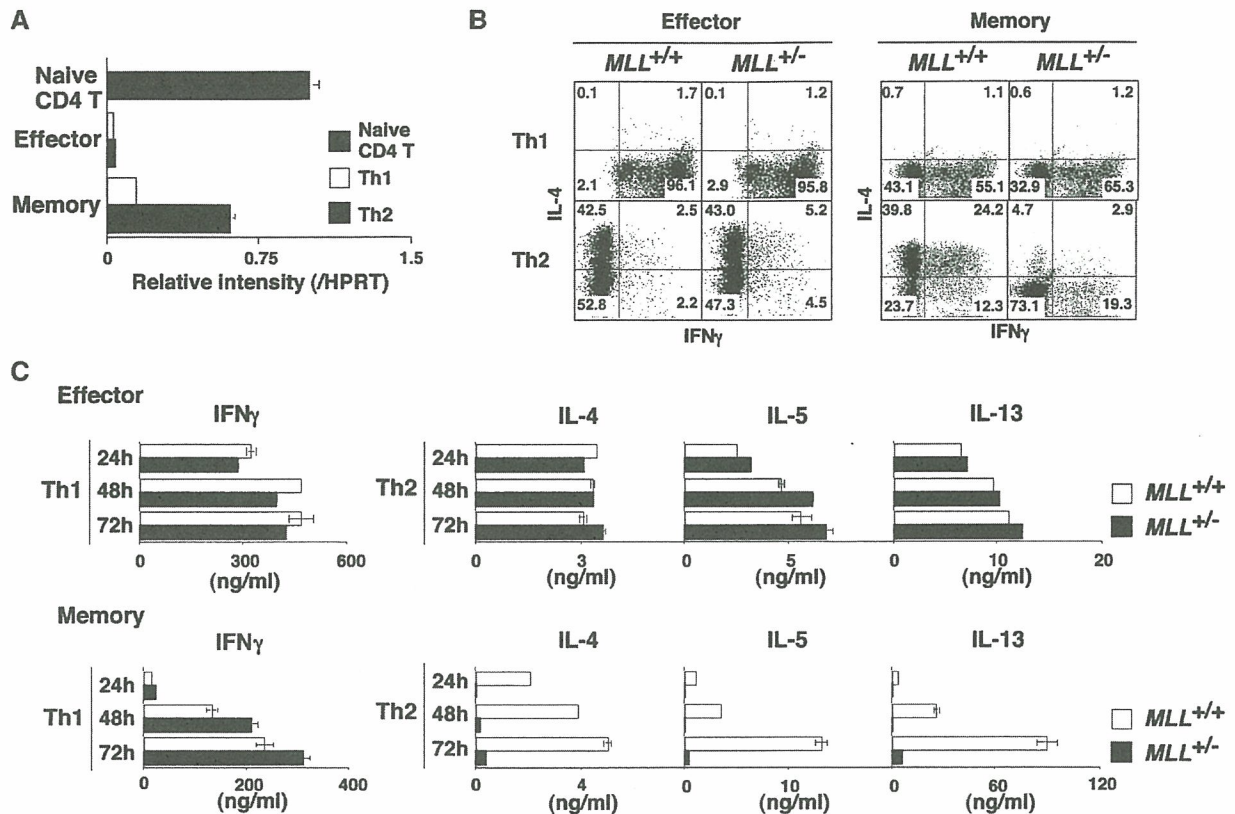 A
Naive
CD4 T
Effector
Memory
Naive
CD4 T
Th1
Th2
0 0.75 1.5
Relative intensity (/HPRT)
B
Effector Memory
MLL+/+ MLL+/- MLL+/+ MLL+/-
Th1
0.1 1.7 0.1 1.2 0.7 1.1 0.6 1.2
2.1 96.1 2.9 95.8 43.1 55.1 32.9 65.3
IL-4 IL-4
Th2
42.5 2.5 43.0 5.2 39.8 24.2 4.7 2.9
52.8 2.2 47.3 4.5 23.7 12.3 73.1 19.3
IFNγ IFNγ
C
Effector
IFNγ IL-4 IL-5 IL-13
Th1 24h 48h 72h
Th2 24h 48h 72h
MLL+/+
MLL+/-
0 300 600 0 3 0 5 0 10 20
(ng/ml) (ng/ml) (ng/ml) (ng/ml)
Memory
IFNγ IL-4 IL-5 IL-13
Th1 24h 48h 72h
Th2 24h 48h 72h
MLL+/+
MLL+/-
0 200 400 0 4 0 10 0 60 120
(ng/ml) (ng/ml) (ng/ml) (ng/ml)